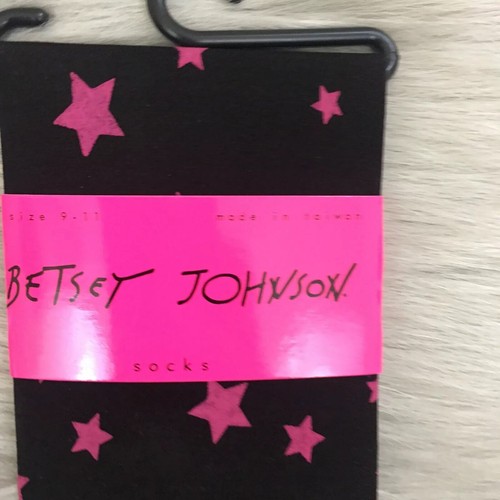 size 9-11 made in taiwan
BETSEY JOHNSON.
socks